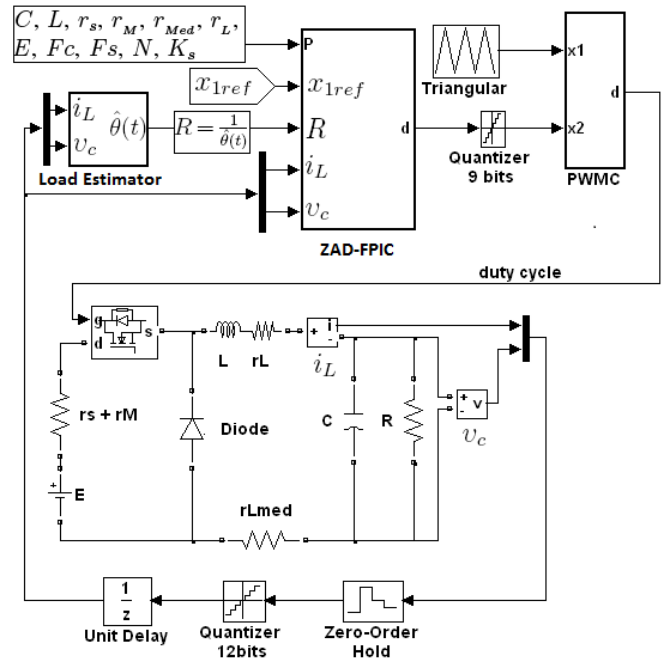 C, L, r_s, r_M, r_Med, r_L,
E, Fc, Fs, N, K_s
P
x_1ref
x_1ref
i_L
v_c
θ̂(t)
Load Estimator
R = 1/θ̂(t)
R
i_L
v_c
d
ZAD-FPIC
Triangular
Quantizer
9 bits
x1
x2
d
PWMC
duty cycle
g
d
s
L
rL
+
i
-
i_L
rs + rM
Diode
C
R
+
-
v
v_c
+
E
rLmed
1
z
Unit Delay
Quantizer
12bits
Zero-Order
Hold